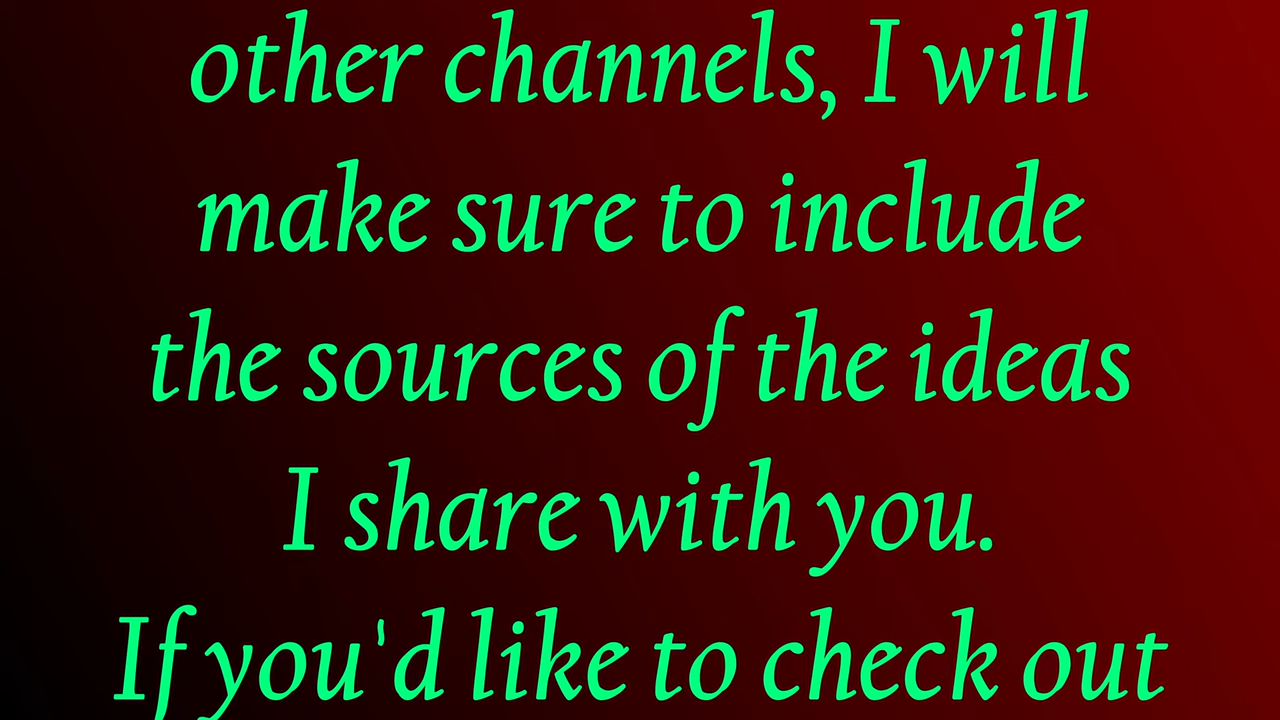 other channels, I will
make sure to include
the sources of the ideas
I share with you.
If you'd like to check out